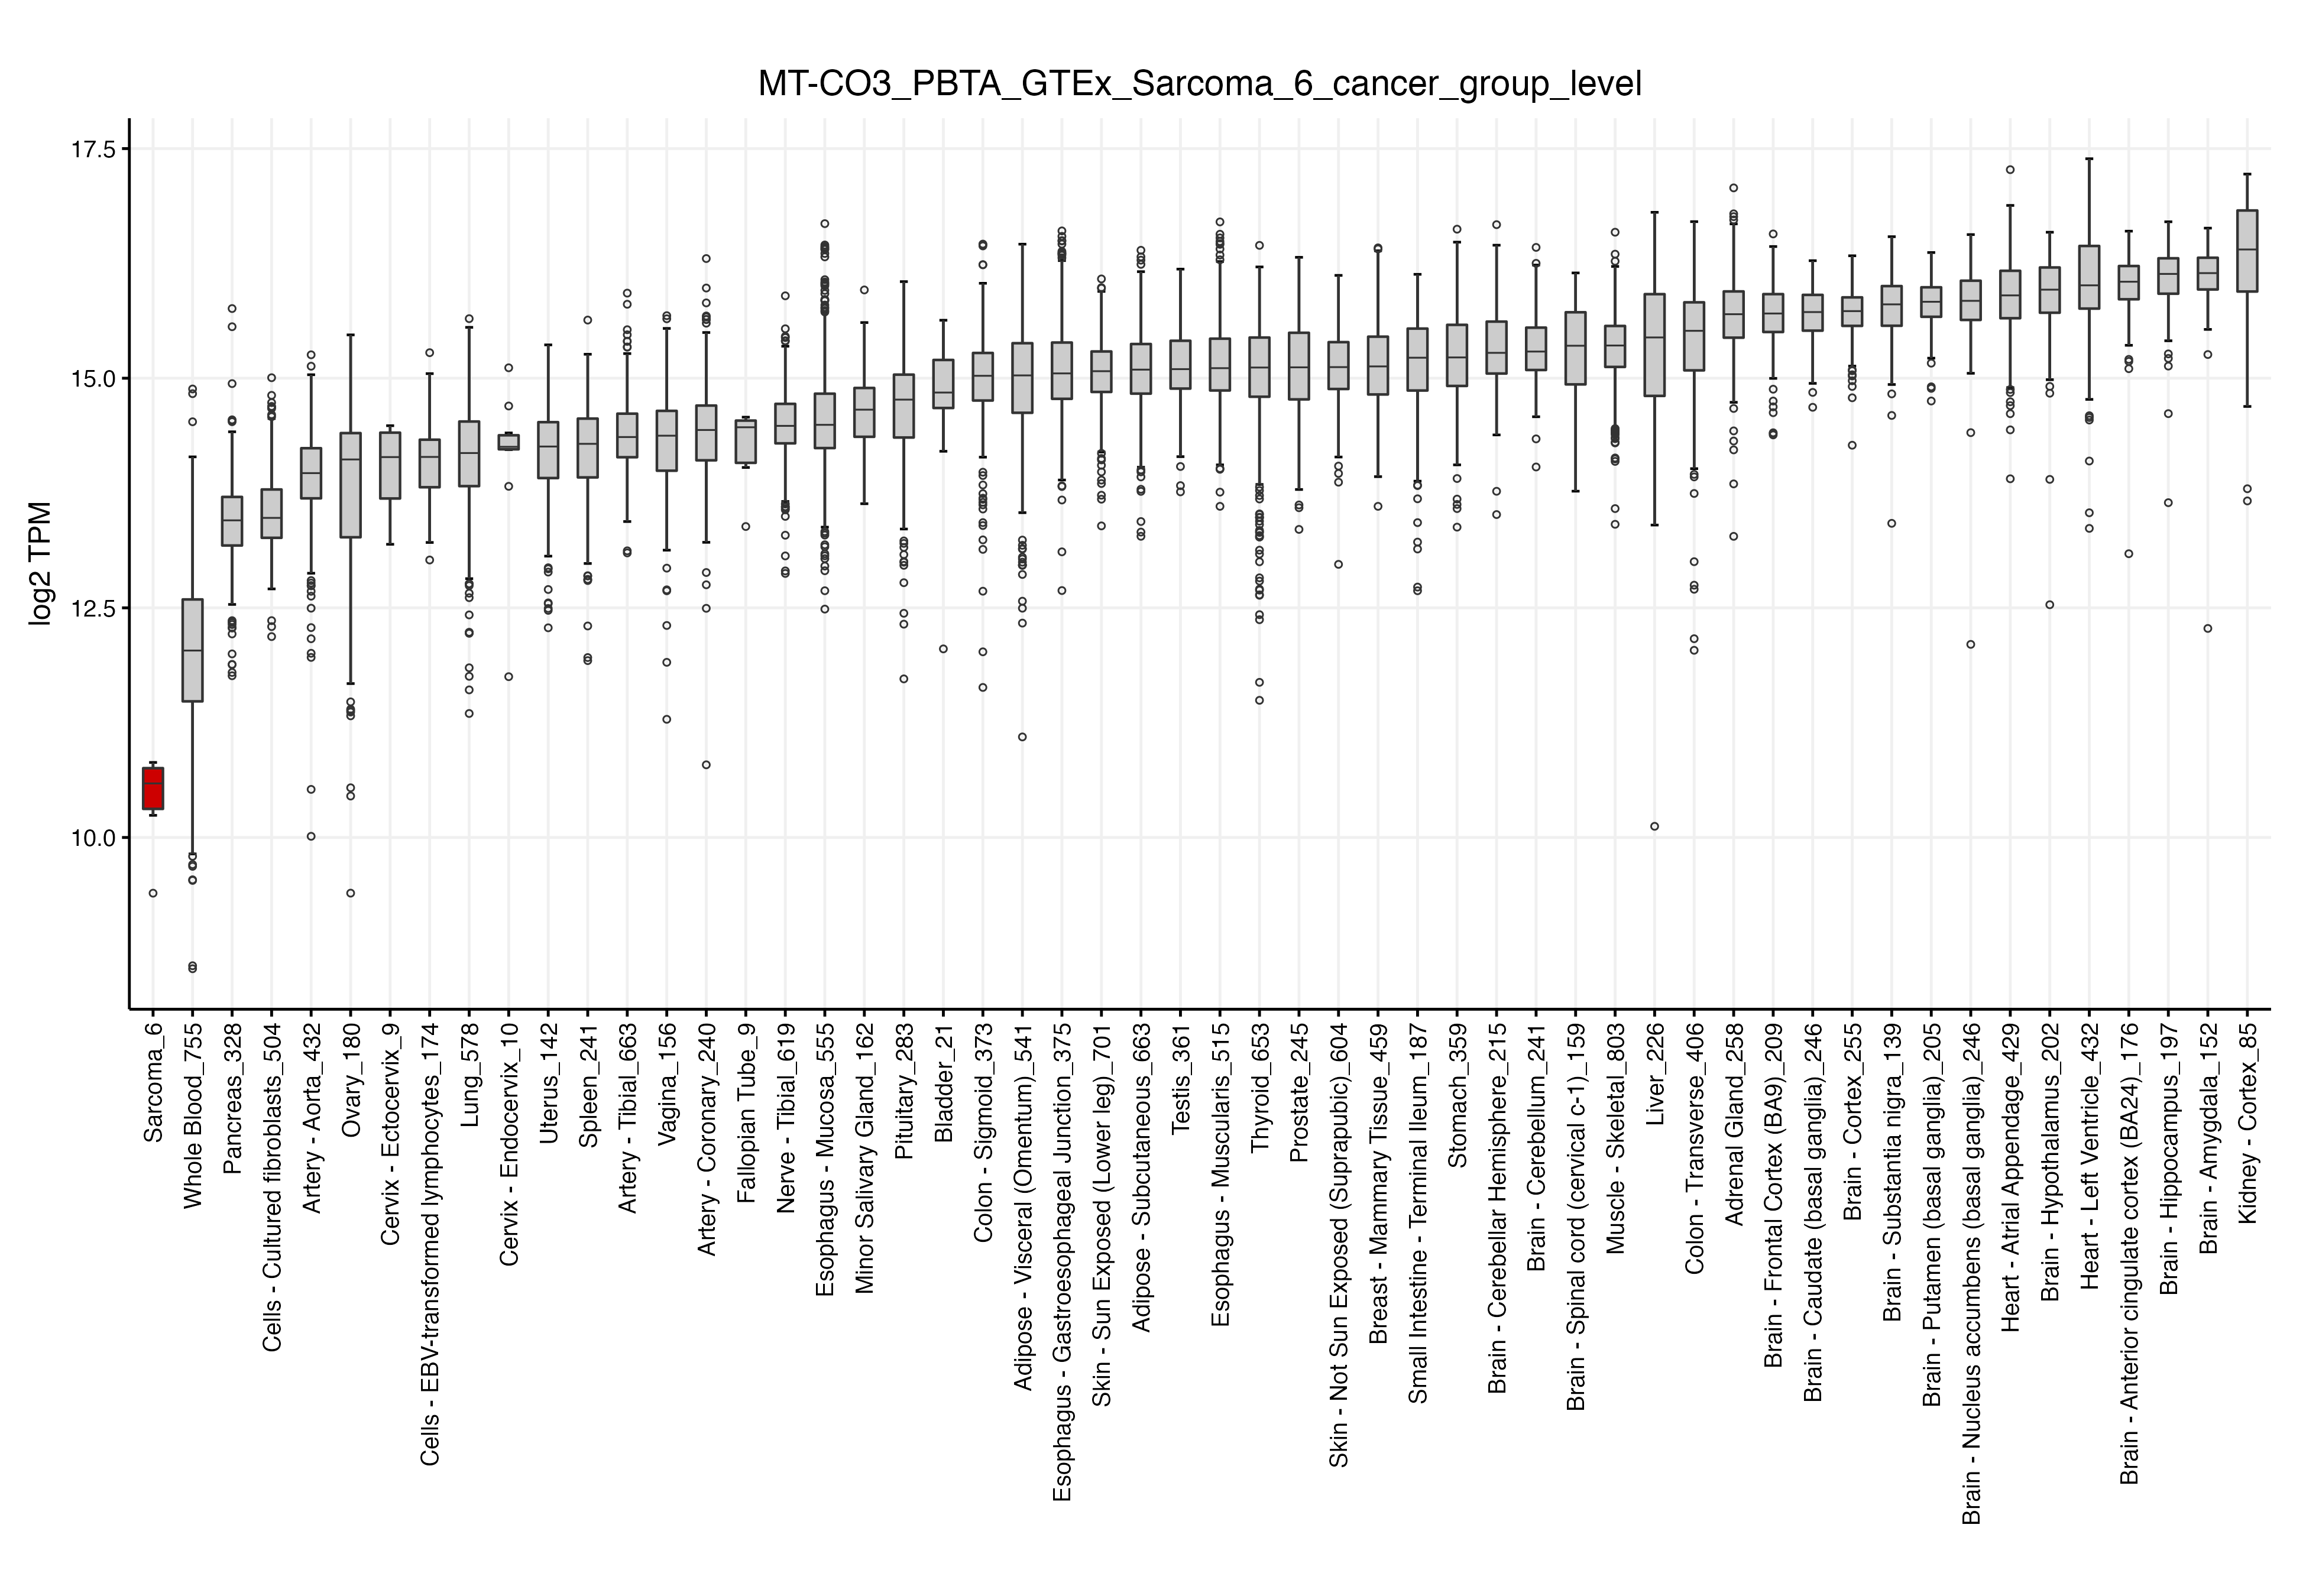 MT-CO3_PBTA_GTEx_Sarcoma_6_cancer_group_level
log2 TPM
17.5
15.0
12.5
10.0
Sarcoma_6
Whole Blood_755
Pancreas_328
Cells - Cultured fibroblasts_504
Artery - Aorta_432
Ovary_180
Cervix - Ectocervix_9
Cells - EBV-transformed lymphocytes_174
Lung_578
Cervix - Endocervix_10
Uterus_142
Spleen_241
Artery - Tibial_663
Vagina_156
Artery - Coronary_240
Fallopian Tube_9
Nerve - Tibial_619
Esophagus - Mucosa_555
Minor Salivary Gland_162
Pituitary_283
Bladder_21
Colon - Sigmoid_373
Adipose - Visceral (Omentum)_541
Esophagus - Gastroesophageal Junction_375
Skin - Sun Exposed (Lower leg)_701
Adipose - Subcutaneous_663
Testis_361
Esophagus - Muscularis_515
Thyroid_653
Prostate_245
Skin - Not Sun Exposed (Suprapubic)_604
Breast - Mammary Tissue_459
Small Intestine - Terminal Ileum_187
Stomach_359
Brain - Cerebellar Hemisphere_215
Brain - Cerebellum_241
Brain - Spinal cord (cervical c-1)_159
Muscle - Skeletal_803
Liver_226
Colon - Transverse_406
Adrenal Gland_258
Brain - Frontal Cortex (BA9)_209
Brain - Caudate (basal ganglia)_246
Brain - Cortex_255
Brain - Substantia nigra_139
Brain - Putamen (basal ganglia)_205
Brain - Nucleus accumbens (basal ganglia)_246
Heart - Atrial Appendage_429
Brain - Hypothalamus_202
Heart - Left Ventricle_432
Brain - Anterior cingulate cortex (BA24)_176
Brain - Hippocampus_197
Brain - Amygdala_152
Kidney - Cortex_85